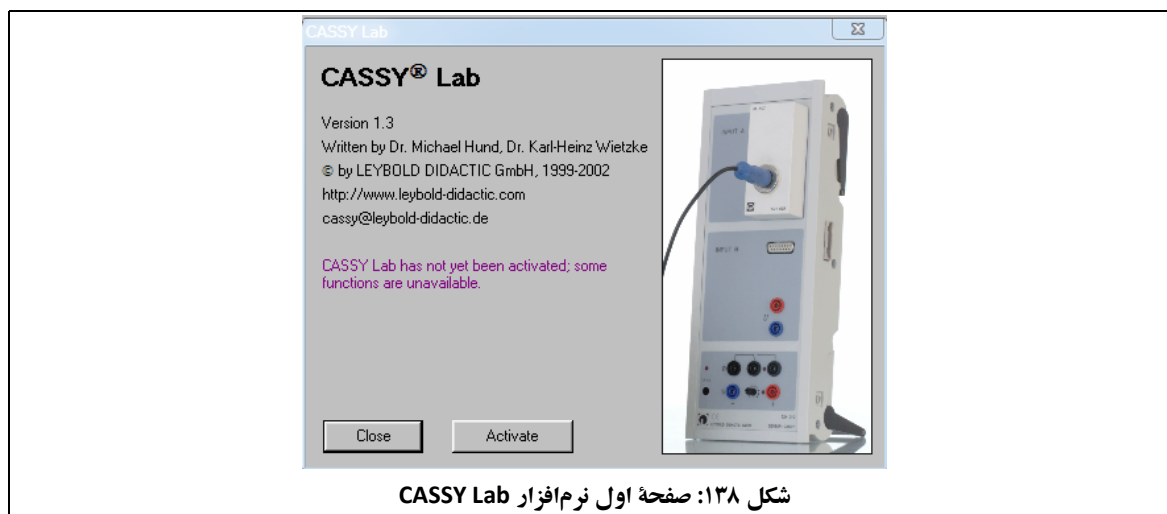 CASSY Lab
CASSY® Lab
Version 1.3
Written by Dr. Michael Hund, Dr. Karl-Heinz Wietzke
© by LEYBOLD DIDACTIC GmbH, 1999-2002
http://www.leybold-didactic.com
cassy@leybold-didactic.de
CASSY Lab has not yet been activated; some
functions are unavailable.
INPUT A
INPUT B
Close
Activate
شکل ۱۳۸: صفحهٔ اول نرم‌افزار CASSY Lab